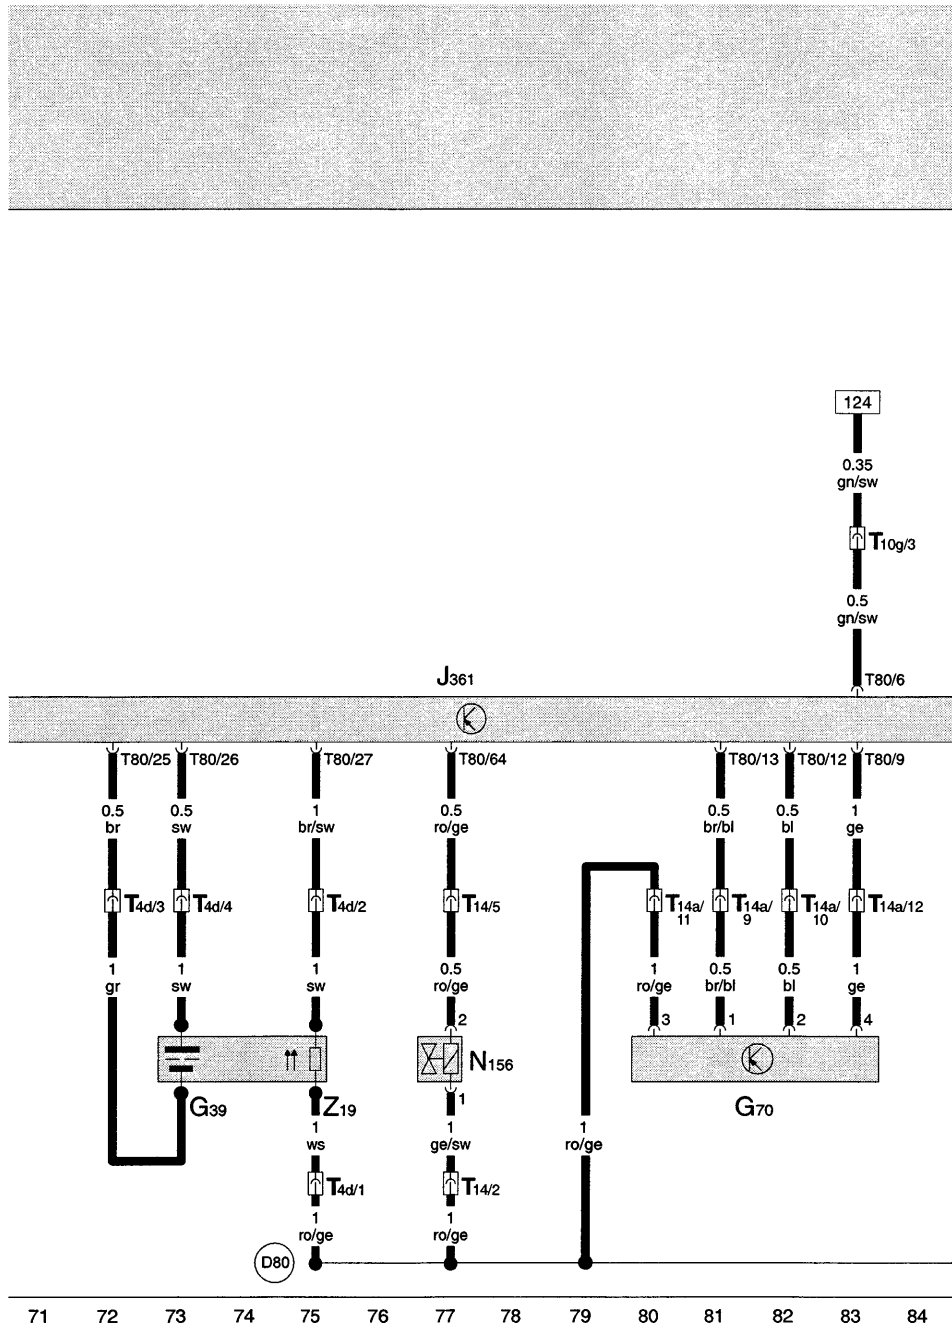 124
0.35
gn/sw
T10g/3
0.5
gn/sw
J361
T80/6
T80/25 T80/26 T80/27 T80/64 T80/13 T80/12 T80/9
0.5 0.5 1 0.5 0.5 0.5 1
br sw br/sw ro/ge br/bl bl ge
T4d/3 T4d/4 T4d/2 T14/5 T14a/ T14a/ T14a/ T14a/12
11 9 10
1 1 1 0.5 1 0.5 0.5 1
gr sw sw ro/ge ro/ge br/bl bl ge
2 3 1 2 4
N156
1
G39 Z19 G70
1 1 1
ws ge/sw ro/ge
T4d/1 T14/2
1 1
ro/ge ro/ge
D80
71 72 73 74 75 76 77 78 79 80 81 82 83 84